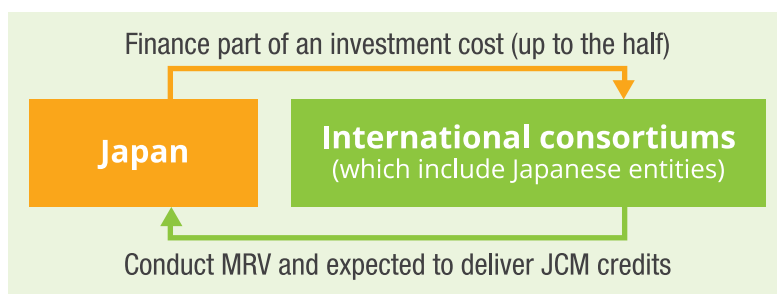 Finance part of an investment cost (up to the half)
Japan
International consortiums
(which include Japanese entities)
Conduct MRV and expected to deliver JCM credits